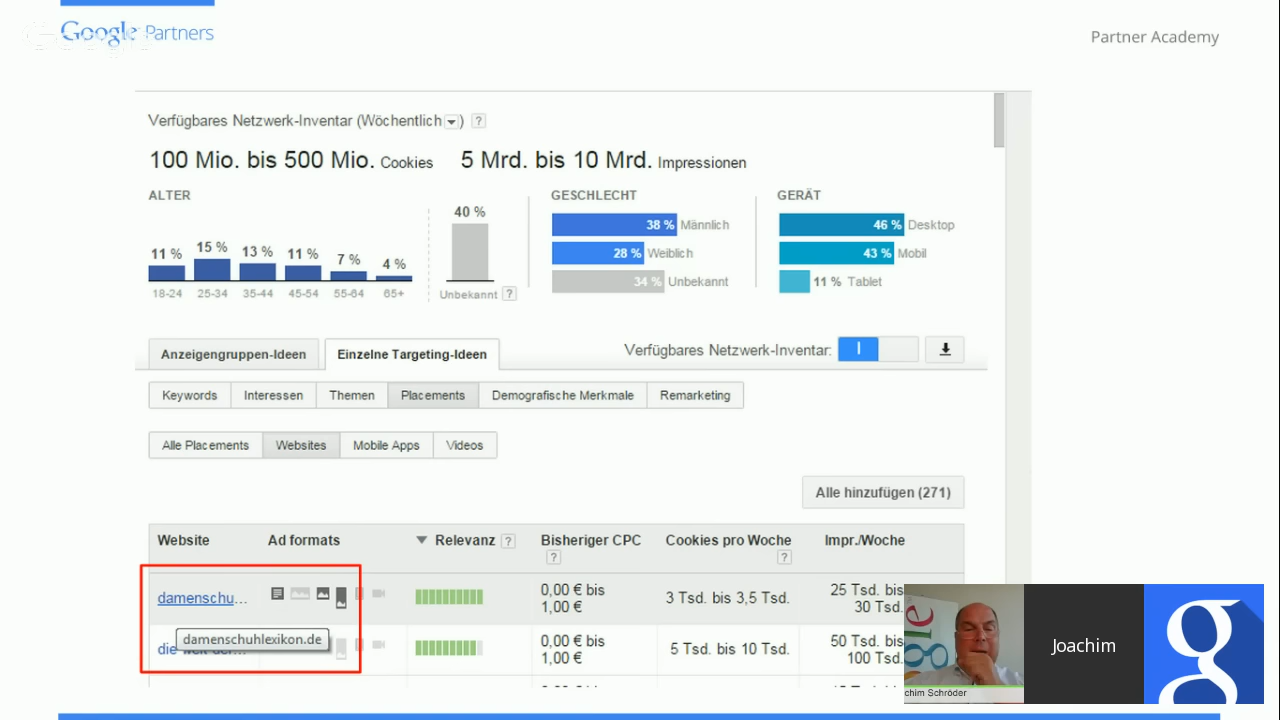 Google Partners
Partner Academy
Verfügbares Netzwerk-Inventar (Wöchentlich ) ?
100 Mio. bis 500 Mio. Cookies 5 Mrd. bis 10 Mrd. Impressionen
ALTER
11 % 15 % 13 % 11 % 7 % 4 % 40 %
18-24 25-34 35-44 45-54 55-64 65+ Unbekannt ?
GESCHLECHT
38 % Männlich
28 % Weiblich
34 % Unbekannt
GERÄT
46 % Desktop
43 % Mobil
11 % Tablet
Anzeigengruppen-Ideen Einzelne Targeting-Ideen Verfügbares Netzwerk-Inventar:
Keywords Interessen Themen Placements Demografische Merkmale Remarketing
Alle Placements Websites Mobile Apps Videos
Alle hinzufügen (271)
Website Ad formats Relevanz ? Bisheriger CPC ? Cookies pro Woche ? Impr./Woche
damenschu... 0,00 € bis 1,00 € 3 Tsd. bis 3,5 Tsd. 25 Tsd. bis 30 Tsd.
damenschuhlexikon.de
die 0,00 € bis 1,00 € 5 Tsd. bis 10 Tsd. 50 Tsd. bis 100 Tsd.
chim Schröder
Joachim
g